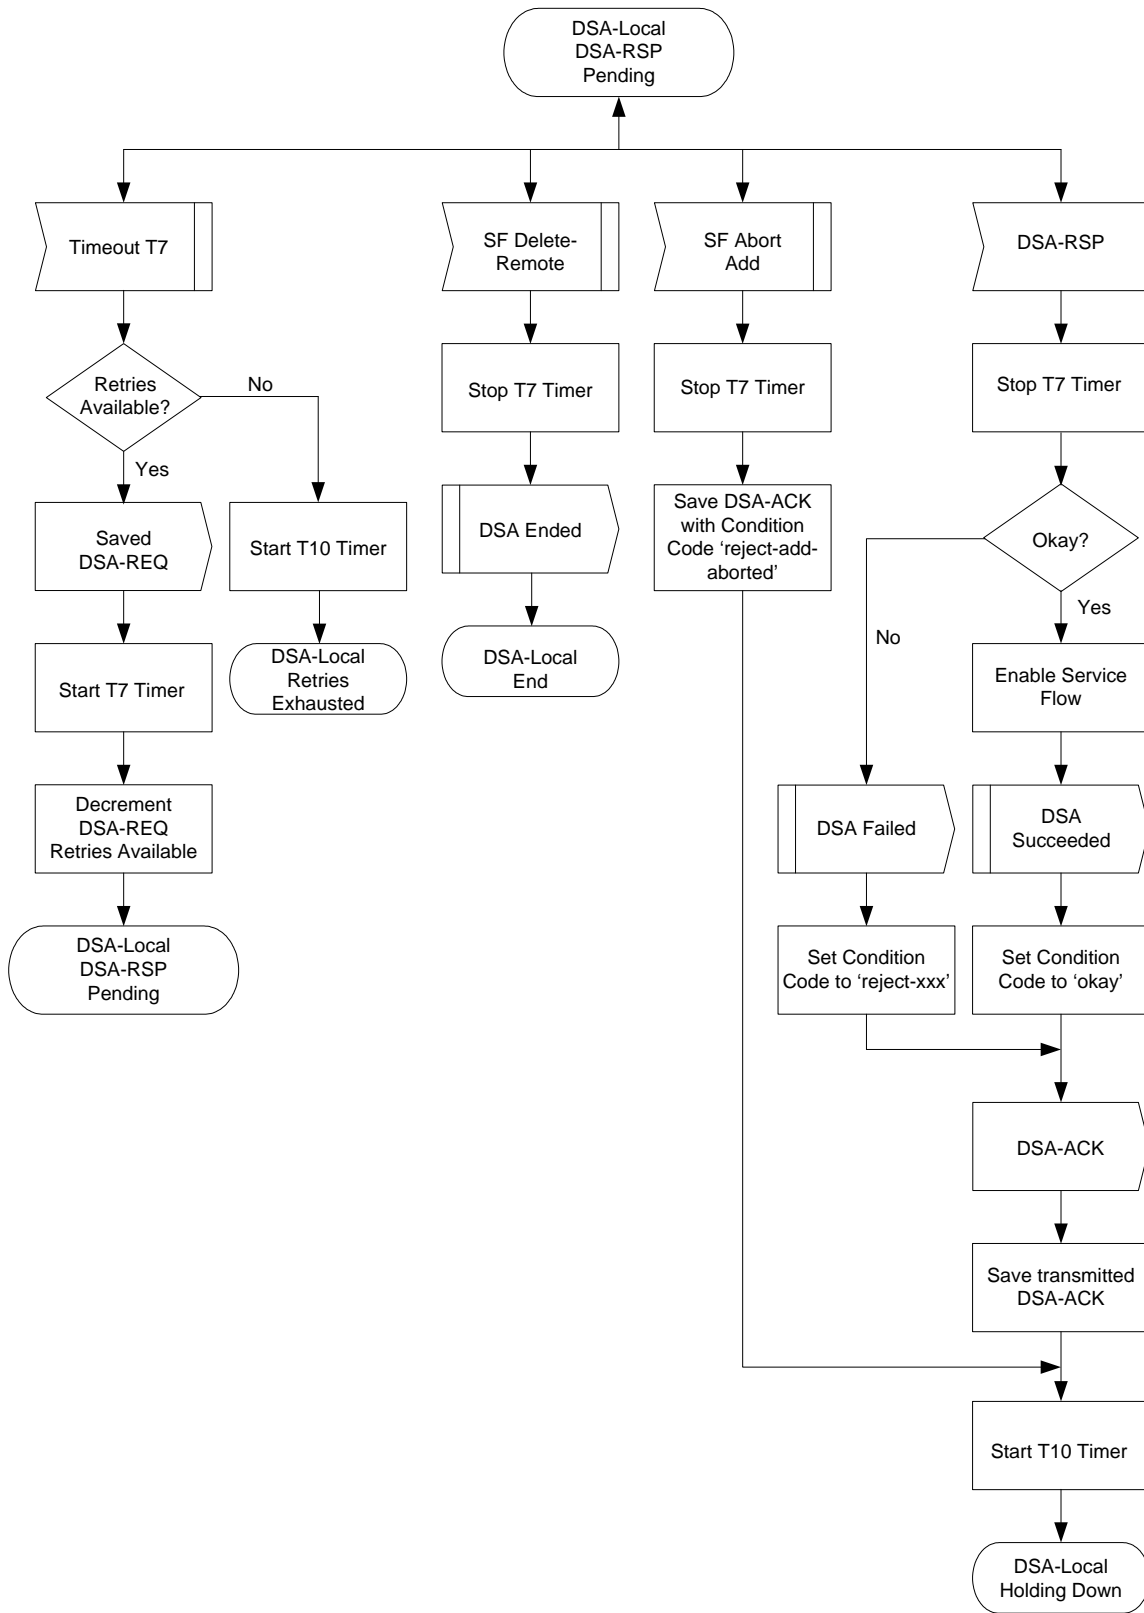 DSA-Local
DSA-RSP
Pending
Timeout T7
SF Delete-
Remote
SF Abort
Add
DSA-RSP
Retries
Available?
No
Yes
Stop T7 Timer
Stop T7 Timer
Stop T7 Timer
Saved
DSA-REQ
Start T10 Timer
DSA Ended
Save DSA-ACK
with Condition
Code ‘reject-add-
aborted’
Okay?
No
Yes
Start T7 Timer
DSA-Local
Retries
Exhausted
DSA-Local
End
Enable Service
Flow
Decrement
DSA-REQ
Retries Available
DSA Failed
DSA
Succeeded
DSA-Local
DSA-RSP
Pending
Set Condition
Code to ‘reject-xxx’
Set Condition
Code to ‘okay’
DSA-ACK
Save transmitted
DSA-ACK
Start T10 Timer
DSA-Local
Holding Down